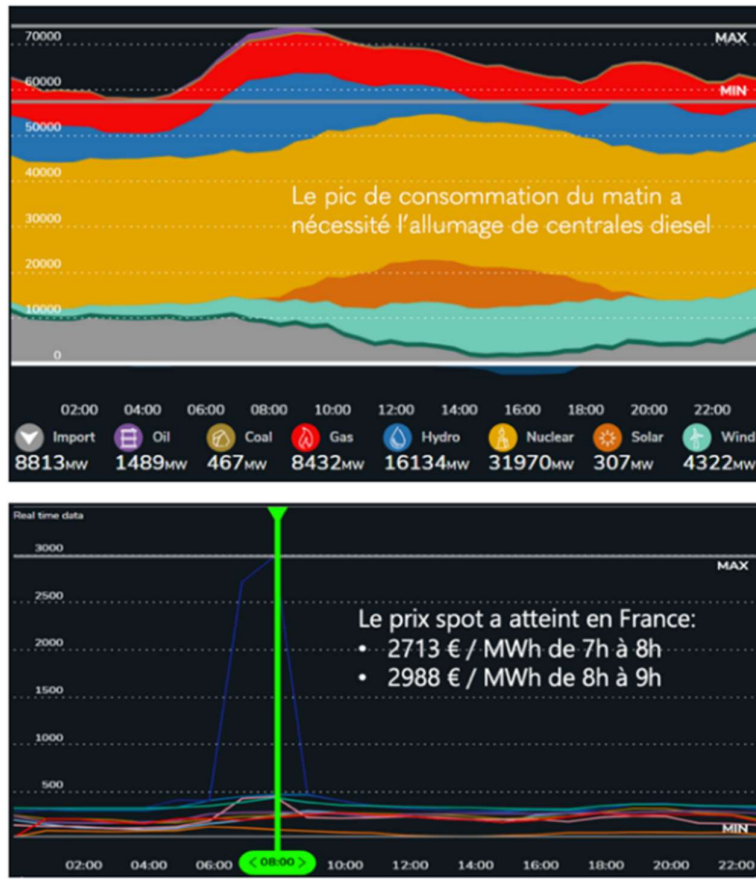 70000
MAX
60000
MIN
50000
40000
Le pic de consommation du matin a
30000
nécessité l’allumage de centrales diesel
20000
10000
0
02:00 04:00 06:00 08:00 10:00 12:00 14:00 16:00 18:00 20:00 22:00
Import Oil Coal Gas Hydro Nuclear Solar Wind
8813MW 1489MW 467MW 8432MW 16134MW 31970MW 307MW 4322MW
Real time data
3000
MAX
2500
Le prix spot a atteint en France:
2000
• 2713 € / MWh de 7h à 8h
• 2988 € / MWh de 8h à 9h
1500
1000
500
MIN
02:00 04:00 06:00 < 08:00 > 10:00 12:00 14:00 16:00 18:00 20:00 22:00